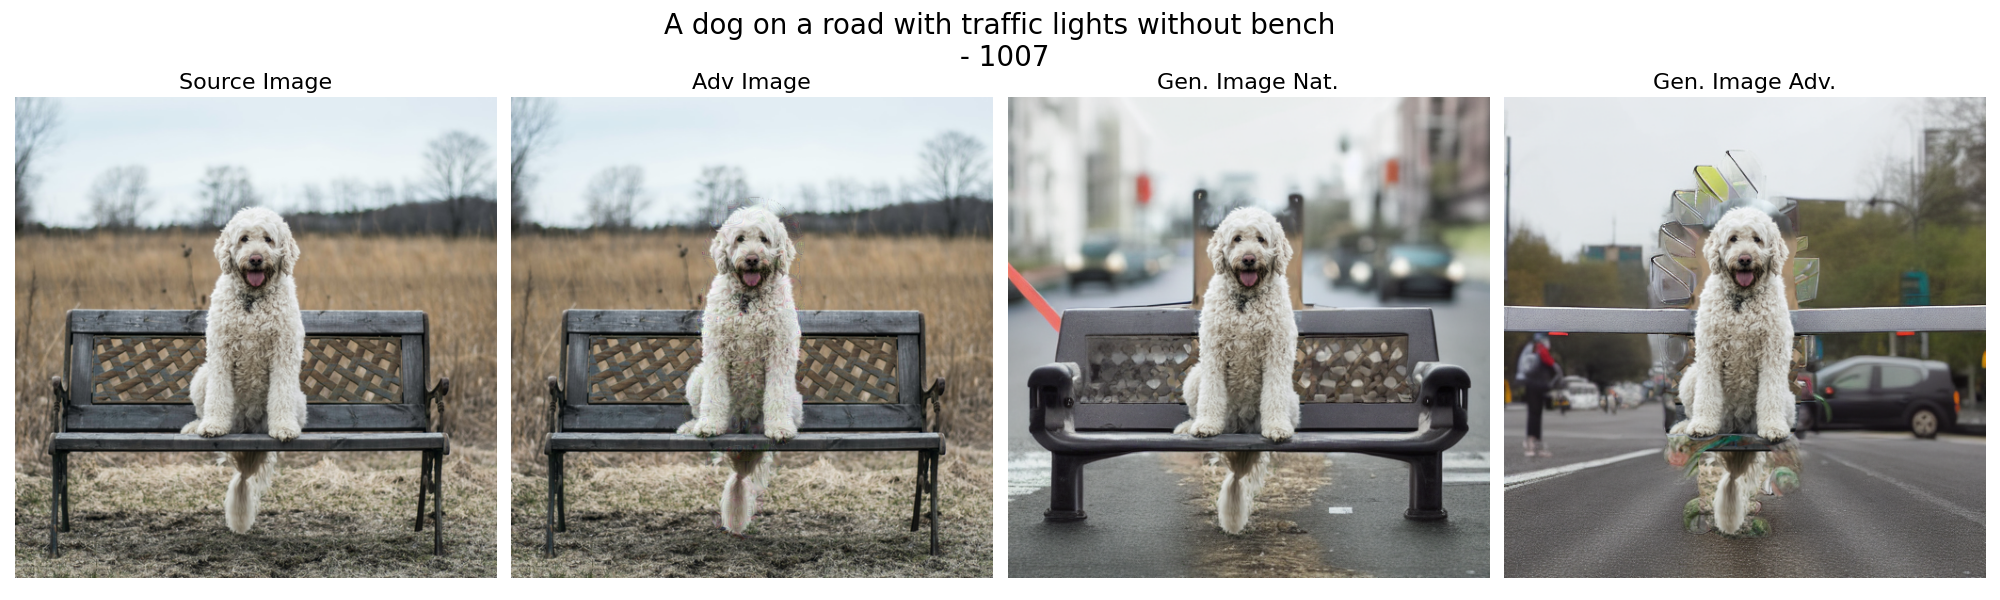 A dog on a road with traffic lights without bench
- 1007
Source Image
Adv Image
Gen. Image Nat.
Gen. Image Adv.